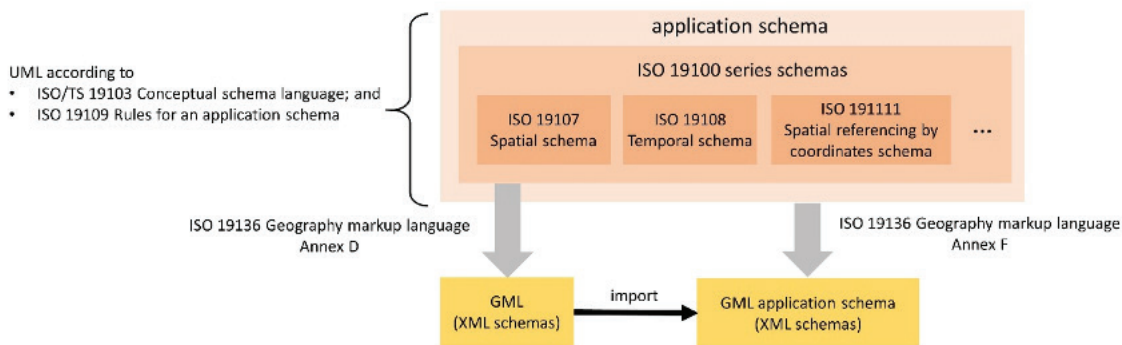 application schema
UML according to
• ISO/TS 19103 Conceptual schema language; and
• ISO 19109 Rules for an application schema
ISO 19100 series schemas
ISO 19107
Spatial schema
ISO 19108
Temporal schema
ISO 191111
Spatial referencing by
coordinates schema
...
ISO 19136 Geography markup language
Annex D
ISO 19136 Geography markup language
Annex F
GML
(XML schemas)
import
GML application schema
(XML schemas)